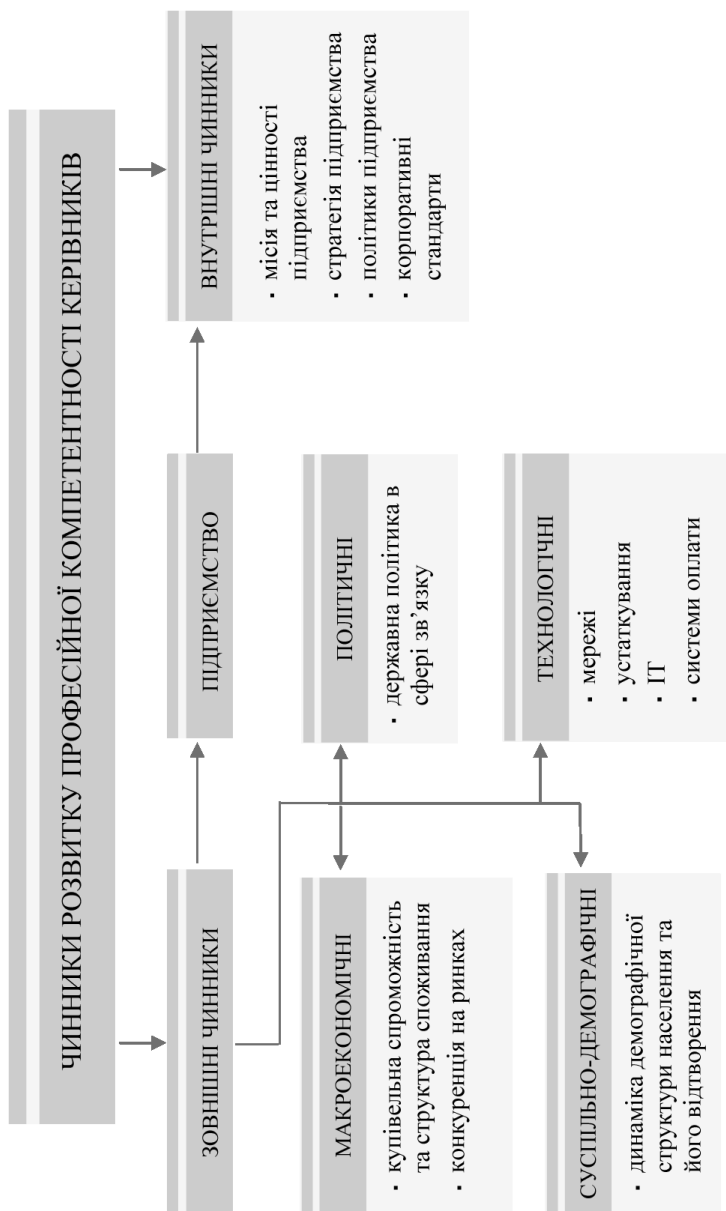 ЧИННИКИ РОЗВИТКУ ПРОФЕСІЙНОЇ КОМПЕТЕНТНОСТІ КЕРІВНИКІВ
ЗОВНІШНІ ЧИННИКИ
ПІДПРИЄМСТВО
ВНУТРІШНІ ЧИННИКИ
▪ місія та цінності
підприємства
▪ стратегія підприємства
▪ політики підприємства
▪ корпоративні
стандарти
МАКРОЕКОНОМІЧНІ
▪ купівельна спроможність
та структура споживання
▪ конкуренція на ринках
ПОЛІТИЧНІ
▪ державна політика в
сфері зв’язку
СУСПІЛЬНО-ДЕМОГРАФІЧНІ
▪ динаміка демографічної
структури населення та
його відтворення
ТЕХНОЛОГІЧНІ
▪ мережі
▪ устаткування
▪ ІТ
▪ системи оплати